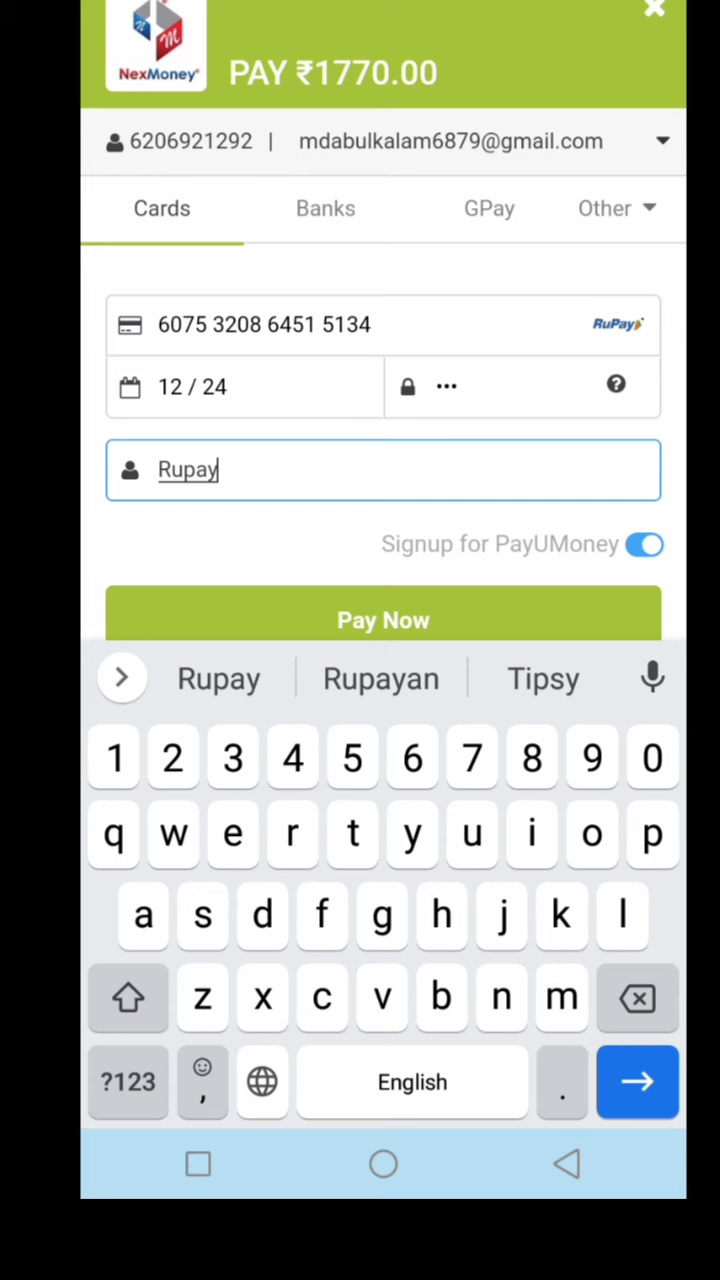 NexMoney
PAY ₹1770.00
6206921292 | mdabulkalam6879@gmail.com
Cards Banks GPay Other
6075 3208 6451 5134 RuPay
12 / 24 •••
Rupay
Signup for PayUMoney
Pay Now
Rupay Rupayan Tipsy
1 2 3 4 5 6 7 8 9 0
q w e r t y u i o p
a s d f g h j k l
z x c v b n m
?123 , English .